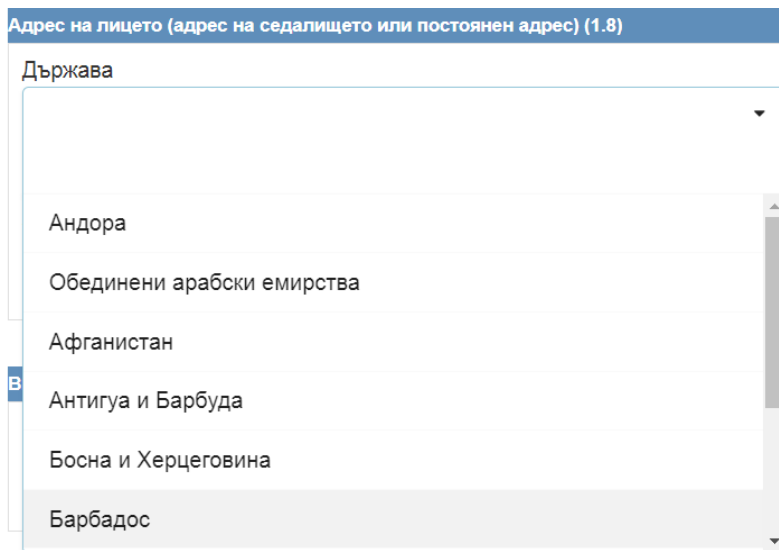 Адрес на лицето (адрес на седалището или постоянен адрес) (1.8)
Държава
Андора
Обединени арабски емирства
Афганистан
Антигуа и Барбуда
В
Босна и Херцеговина
Барбадос